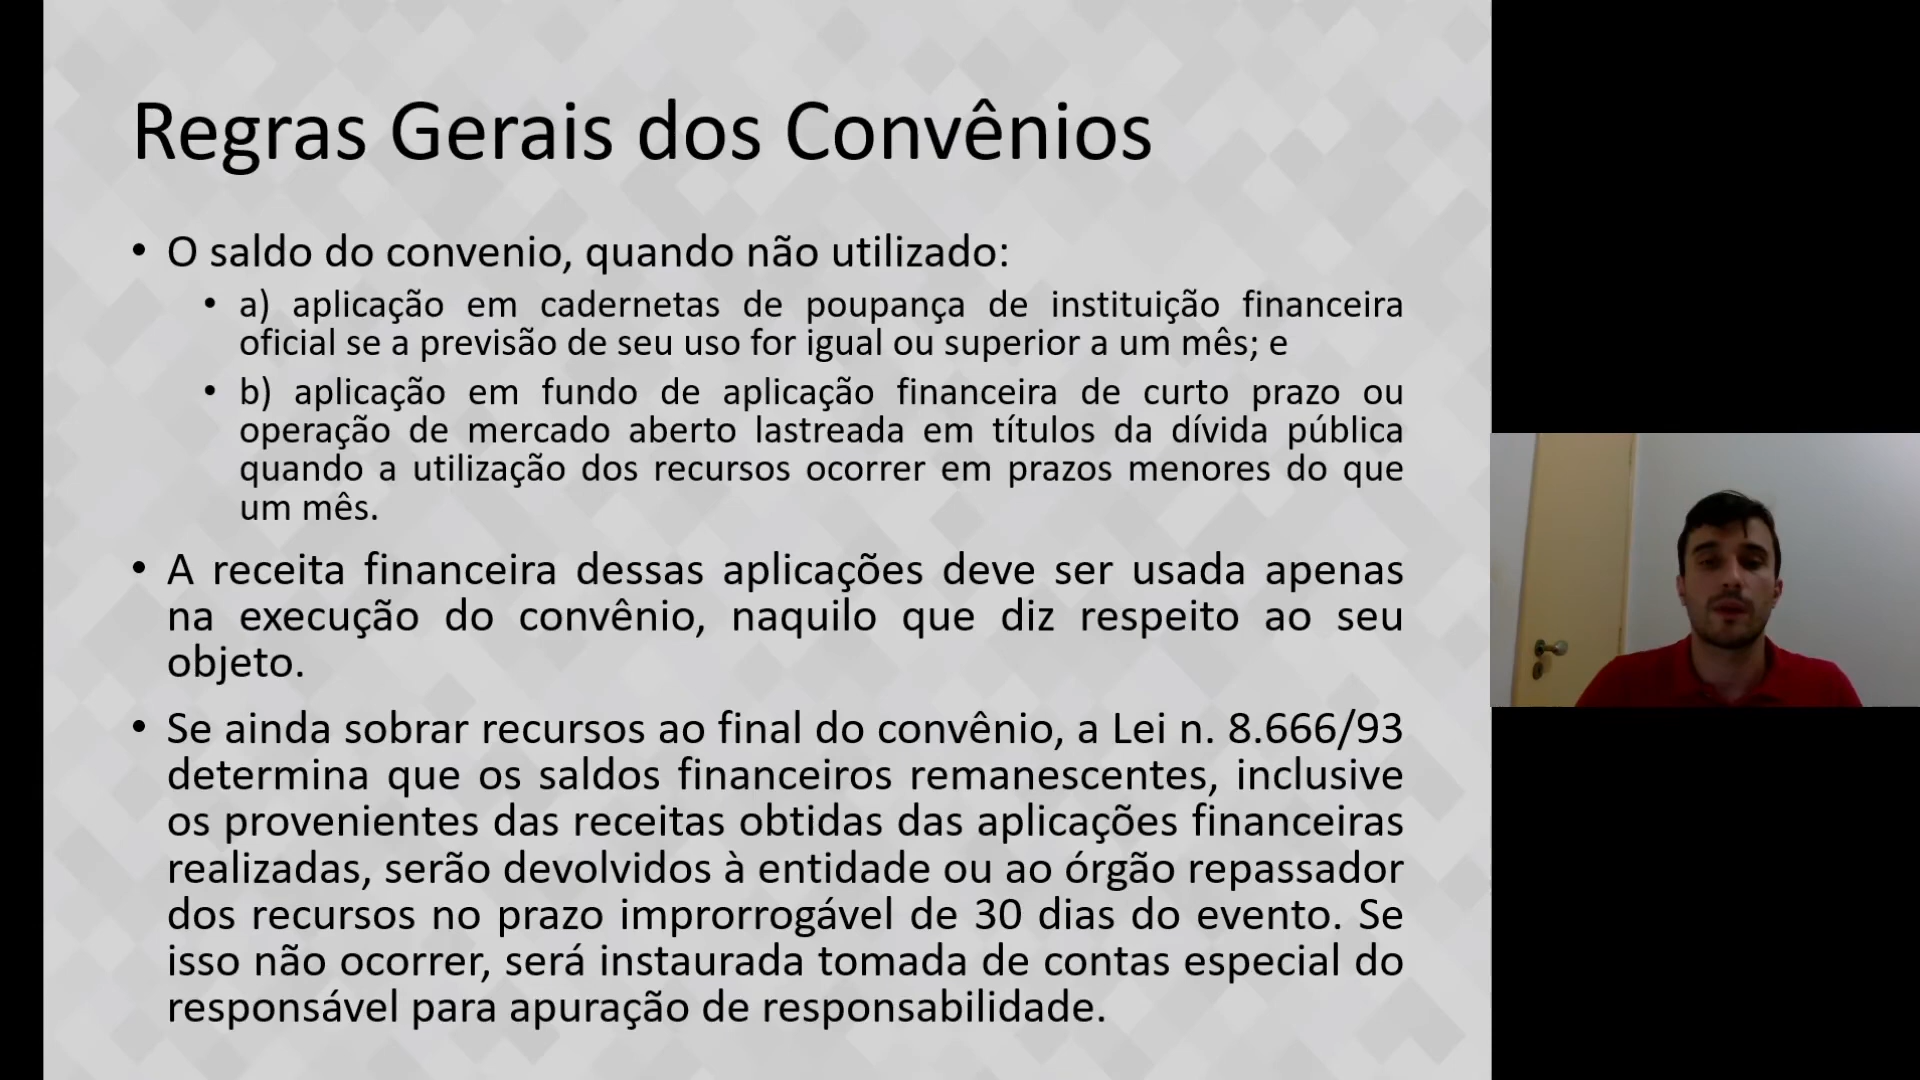 Regras Gerais dos Convênios
• O saldo do convenio, quando não utilizado:
• a) aplicação em cadernetas de poupança de instituição financeira
oficial se a previsão de seu uso for igual ou superior a um mês; e
• b) aplicação em fundo de aplicação financeira de curto prazo ou
operação de mercado aberto lastreada em títulos da dívida pública
quando a utilização dos recursos ocorrer em prazos menores do que
um mês.
• A receita financeira dessas aplicações deve ser usada apenas
na execução do convênio, naquilo que diz respeito ao seu
objeto.
• Se ainda sobrar recursos ao final do convênio, a Lei n. 8.666/93
determina que os saldos financeiros remanescentes, inclusive
os provenientes das receitas obtidas das aplicações financeiras
realizadas, serão devolvidos à entidade ou ao órgão repassador
dos recursos no prazo improrrogável de 30 dias do evento. Se
isso não ocorrer, será instaurada tomada de contas especial do
responsável para apuração de responsabilidade.